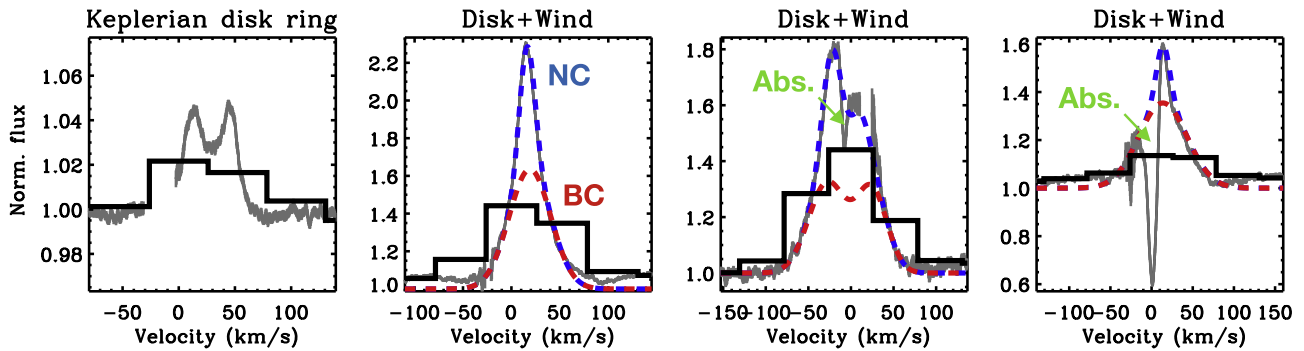 Keplerian disk ring
Norm. flux
1.06
1.04
1.02
1.00
0.98
-50 0 50 100
Velocity (km/s)
Disk+Wind
NC
BC
2.2
2.0
1.8
1.6
1.4
1.2
1.0
-100 -50 0 50 100
Velocity (km/s)
Disk+Wind
Abs.
1.8
1.6
1.4
1.2
1.0
-150 -100 -50 0 50 100
Velocity (km/s)
Disk+Wind
Abs.
1.6
1.4
1.2
1.0
0.8
0.6
-100 -50 0 50 100 150
Velocity (km/s)